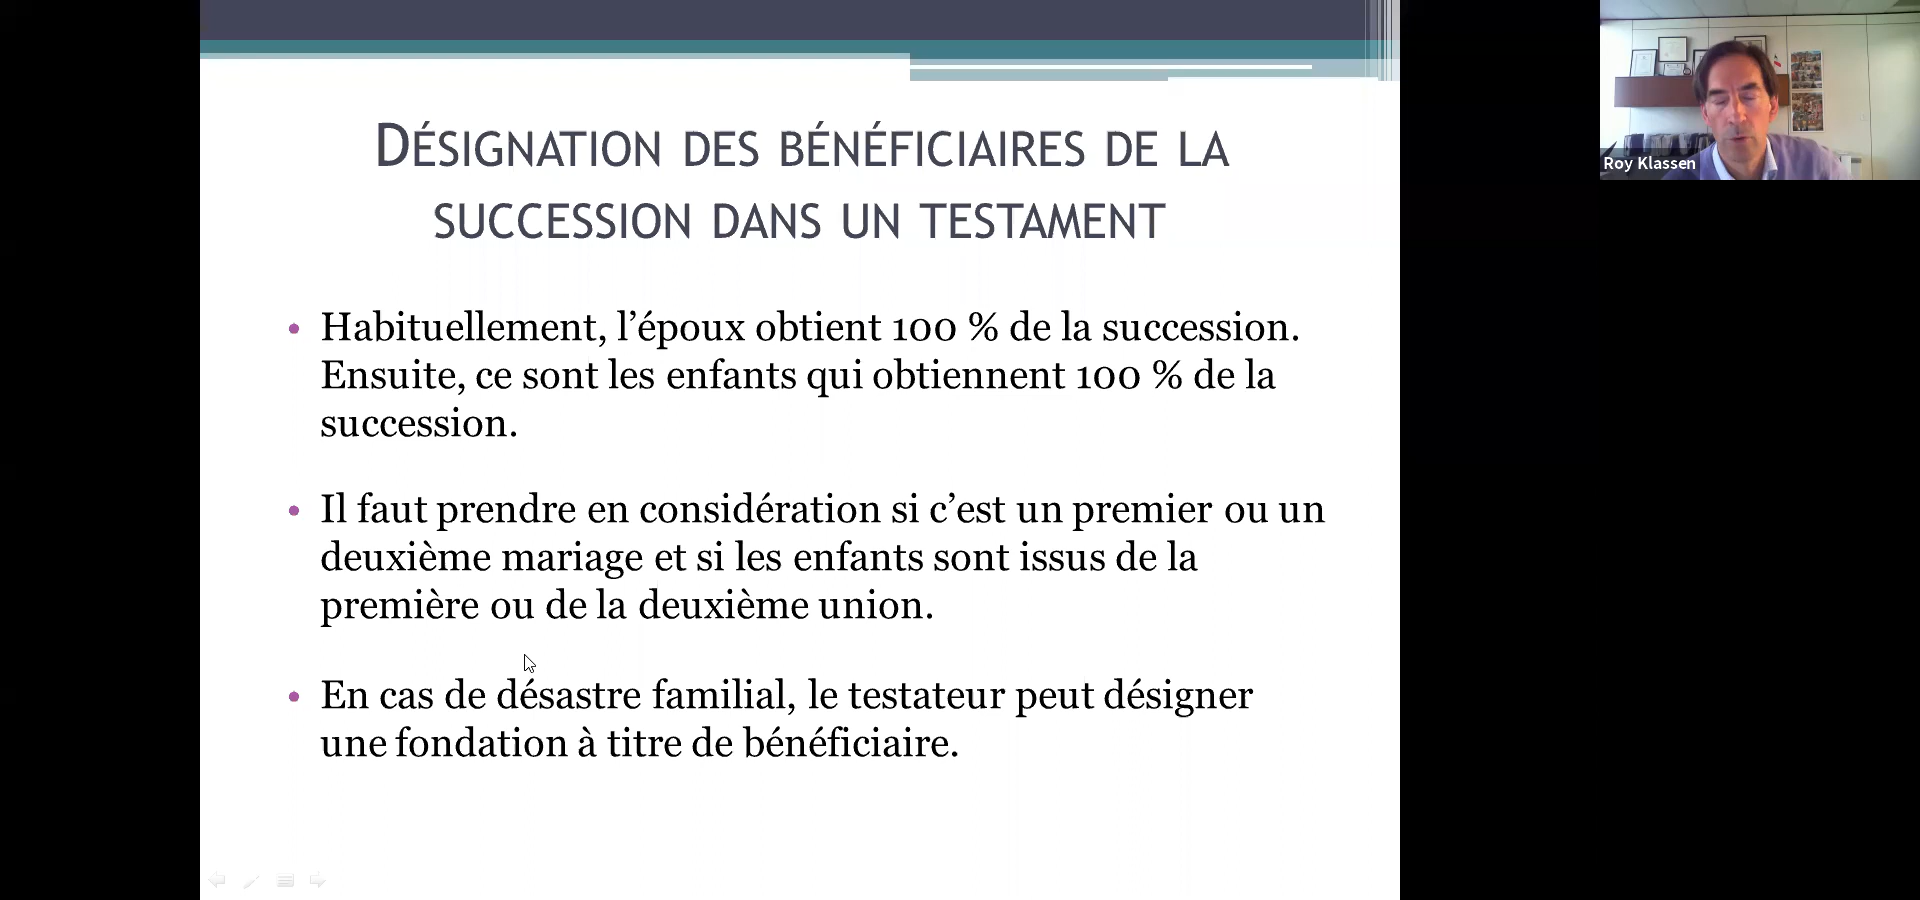 DÉSIGNATION DES BÉNÉFICIAIRES DE LA
SUCCESSION DANS UN TESTAMENT
• Habituellement, l’époux obtient 100 % de la succession.
Ensuite, ce sont les enfants qui obtiennent 100 % de la
succession.
• Il faut prendre en considération si c’est un premier ou un
deuxième mariage et si les enfants sont issus de la
première ou de la deuxième union.
• En cas de désastre familial, le testateur peut désigner
une fondation à titre de bénéficiaire.
Roy Klassen